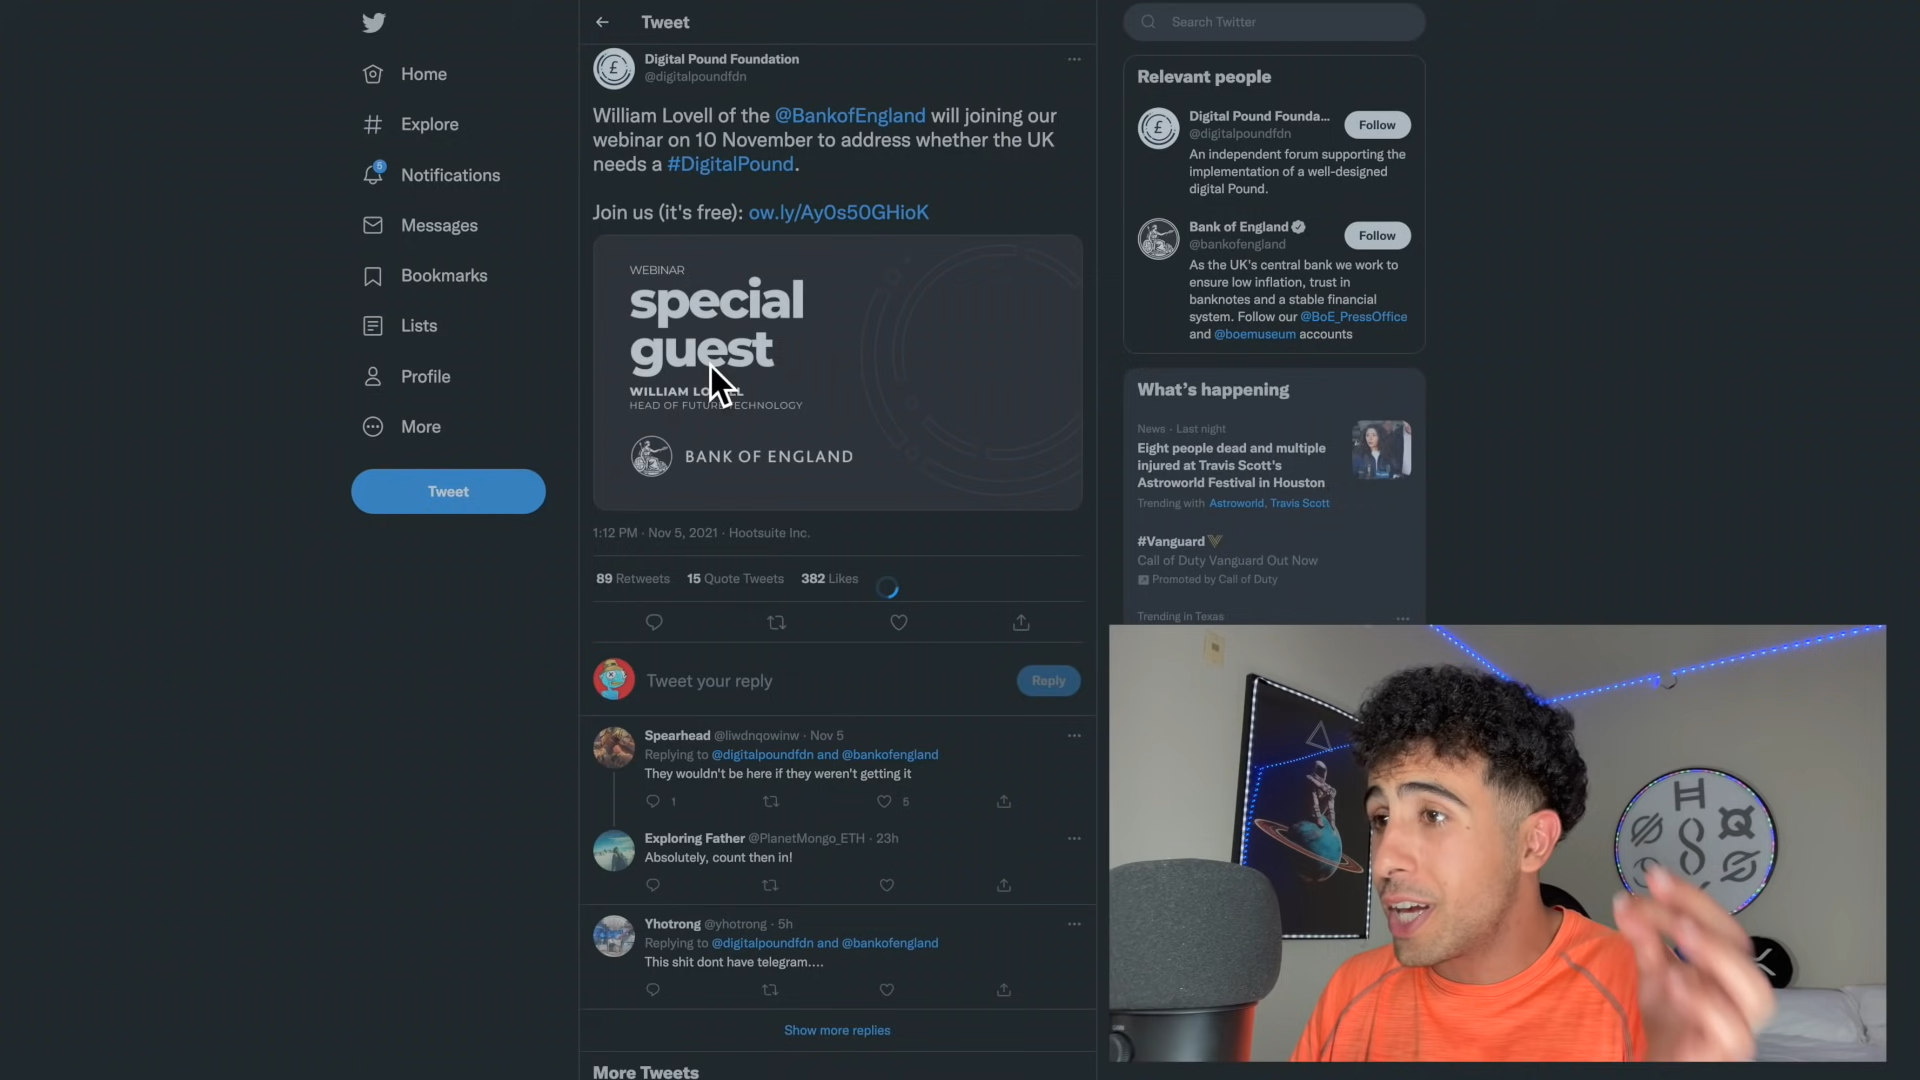 Home
Explore
5
Notifications
Messages
Bookmarks
Lists
Profile
More
Tweet
Tweet
Digital Pound Foundation
@digitalpoundfdn
William Lovell of the @BankofEngland will joining our
webinar on 10 November to address whether the UK
needs a #DigitalPound.
Join us (it's free): ow.ly/Ay0s50GHioK
WEBINAR
special
guest
WILLIAM LO
HEAD OF FUTURE TECHNOLOGY
BANK OF ENGLAND
1:12 PM · Nov 5, 2021 · Hootsuite Inc.
89 Retweets 15 Quote Tweets 382 Likes
Tweet your reply
Reply
Spearhead @liwdnqowinw · Nov 5
Replying to @digitalpoundfdn and @bankofengland
They wouldn't be here if they weren't getting it
1
5
Exploring Father @PlanetMongo_ETH · 23h
Absolutely, count then in!
Yhotrong @yhotrong · 5h
Replying to @digitalpoundfdn and @bankofengland
This shit dont have telegram....
Show more replies
More Tweets
Search Twitter
Relevant people
Digital Pound Founda...
@digitalpoundfdn
Follow
An independent forum supporting the
implementation of a well-designed
digital Pound.
Bank of England
@bankofengland
Follow
As the UK's central bank we work to
ensure low inflation, trust in
banknotes and a stable financial
system. Follow our @BoE_PressOffice
and @boemuseum accounts
What's happening
News · Last night
Eight people dead and multiple
injured at Travis Scott's
Astroworld Festival in Houston
Trending with Astroworld, Travis Scott
#Vanguard
Call of Duty Vanguard Out Now
Promoted by Call of Duty
Trending in Texas